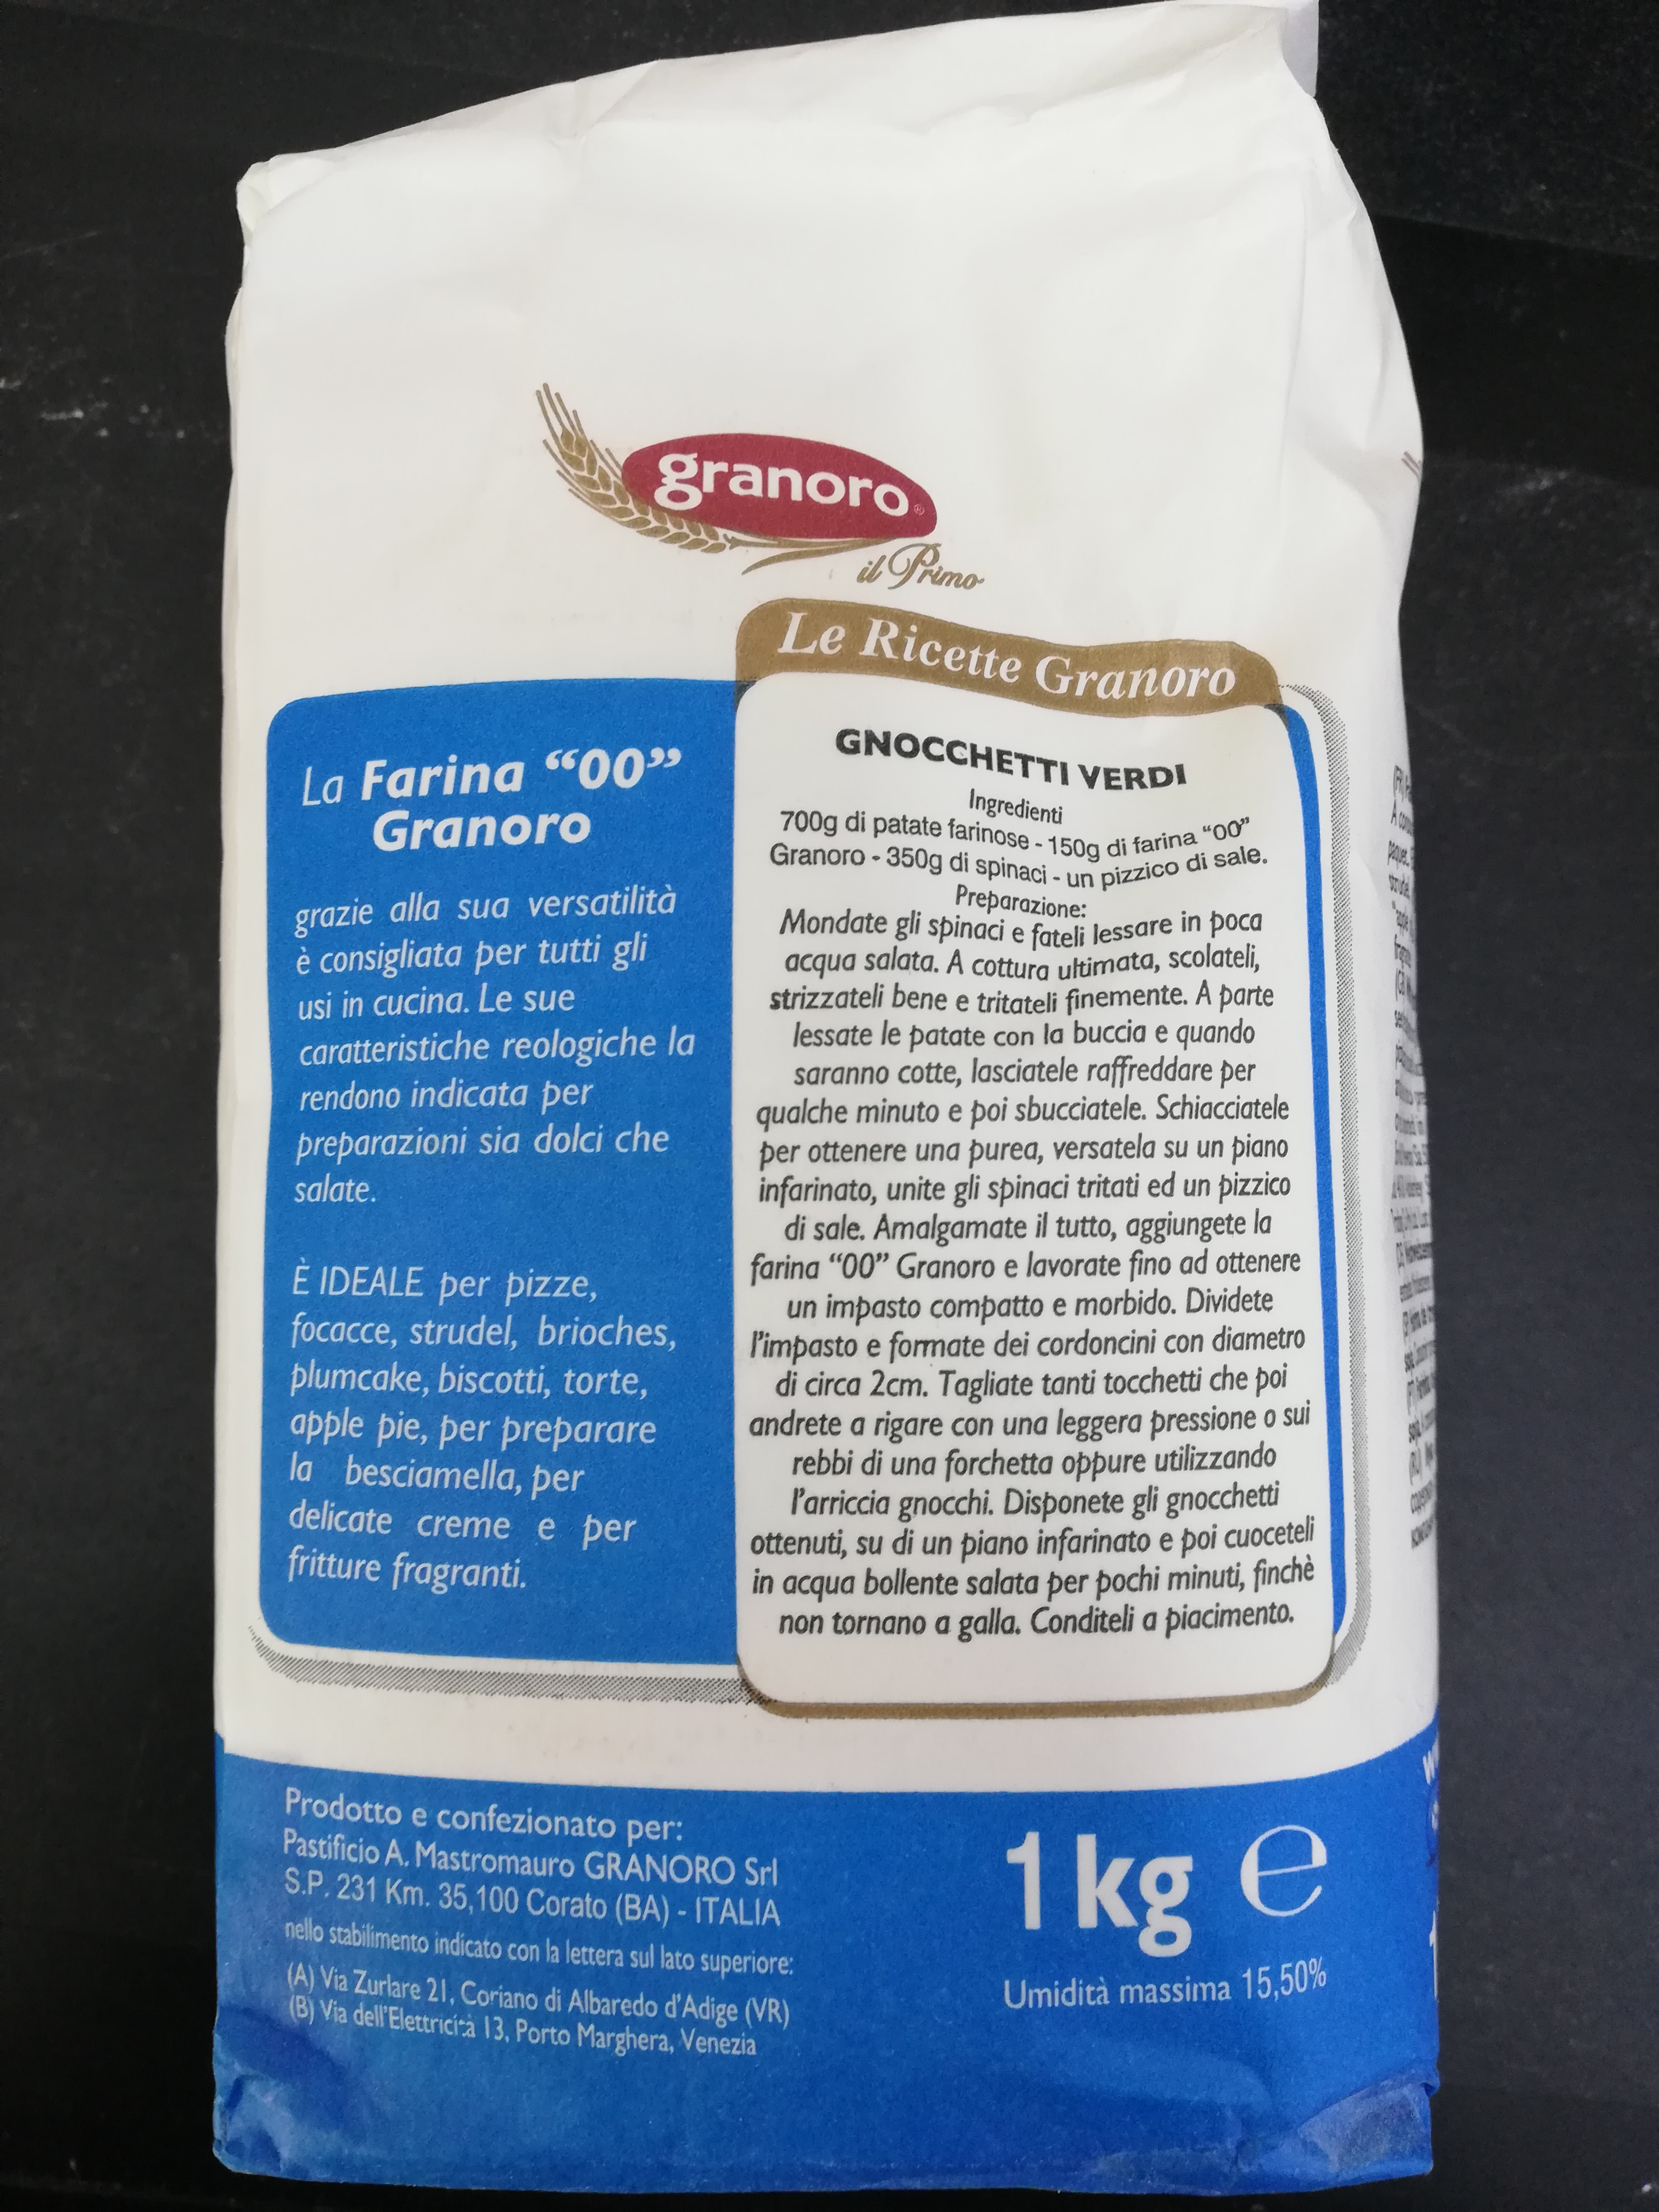 granoro®
il Primo
Le Ricette Granoro
La Farina “00”
Granoro
grazie alla sua versatilità
è consigliata per tutti gli
usi in cucina. Le sue
caratteristiche reologiche la
rendono indicata per
preparazioni sia dolci che
salate.
È IDEALE per pizze,
focacce, strudel, brioches,
plumcake, biscotti, torte,
apple pie, per preparare
la besciamella, per
delicate creme e per
fritture fragranti.
GNOCCHETTI VERDI
Ingredienti
700g di patate farinose - 150g di farina “00”
Granoro - 350g di spinaci - un pizzico di sale.
Preparazione:
Mondate gli spinaci e fateli lessare in poca
acqua salata. A cottura ultimata, scolateli,
strizzateli bene e tritateli finemente. A parte
lessate le patate con la buccia e quando
saranno cotte, lasciatele raffreddare per
qualche minuto e poi sbucciatele. Schiacciatele
per ottenere una purea, versatela su un piano
infarinato, unite gli spinaci tritati ed un pizzico
di sale. Amalgamate il tutto, aggiungete la
farina “00” Granoro e lavorate fino ad ottenere
un impasto compatto e morbido. Dividete
l'impasto e formate dei cordoncini con diametro
di circa 2cm. Tagliate tanti tocchetti che poi
andrete a rigare con una leggera pressione o sui
rebbi di una forchetta oppure utilizzando
l'arriccia gnocchi. Disponete gli gnocchetti
ottenuti, su di un piano infarinato e poi cuoceteli
in acqua bollente salata per pochi minuti, finchè
non tornano a galla. Conditeli a piacimento.
Prodotto e confezionato per:
Pastificio A. Mastromauro GRANORO Srl
S.P. 231 Km. 35,100 Corato (BA) - ITALIA
nello stabilimento indicato con la lettera sul lato superiore:
(A) Via Zurlare 21, Coriano di Albaredo d'Adige (VR)
(B) Via dell'Elettricità 13, Porto Marghera, Venezia
1 kg e
Umidità massima 15,50%